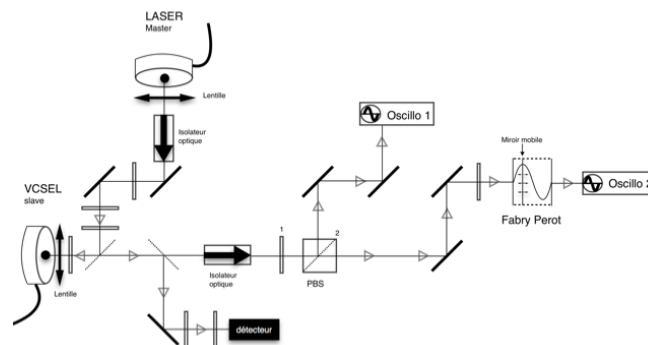 LASER
Master
Lentille
Isolateur
optique
Oscillo 1
Miroir mobile
VCSEL
slave
Oscillo 2
Fabry Perot
1
2
Isolateur
optique
PBS
Lentille
détecteur